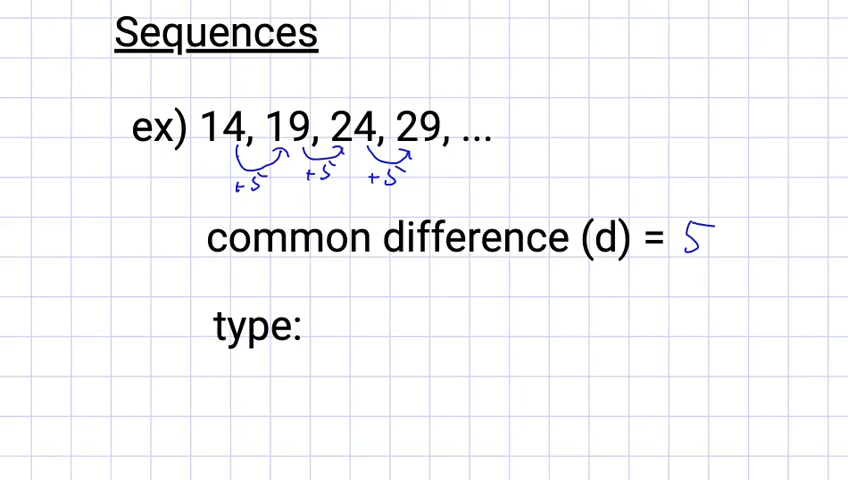 Sequences
ex) 14, 19, 24, 29, ...
+5 +5 +5
common difference (d) = 5
type: